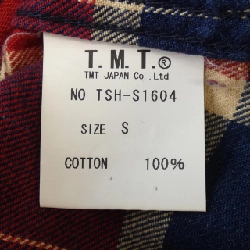 T.M.T.®
TMT JAPAN Co.,Ltd
NO TSH-S1604
SIZE S
COTTON 100%